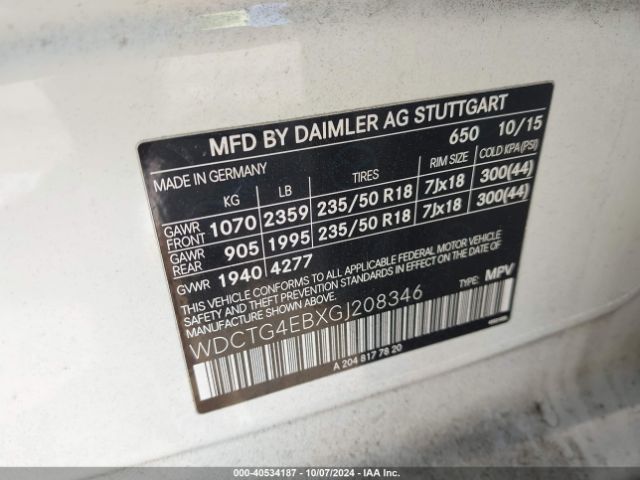 MFD BY DAIMLER AG STUTTGART
650 10/15
MADE IN GERMANY
KG LB TIRES RIM SIZE COLD KPA(PSI)
GAWR FRONT 1070 2359 235/50 R18 7Jx18 300(44)
GAWR REAR 905 1995 235/50 R18 7Jx18 300(44)
GVWR 1940 4277
THIS VEHICLE CONFORMS TO ALL APPLICABLE FEDERAL MOTOR VEHICLE
SAFETY AND THEFT PREVENTION STANDARDS IN EFFECT ON THE DATE OF
MANUFACTURE SHOWN ABOVE.
WDCTG4EBXGJ208346 TYPE: MPV
A 204 817 78 20
000-40534187 - 10/07/2024 - IAA Inc.